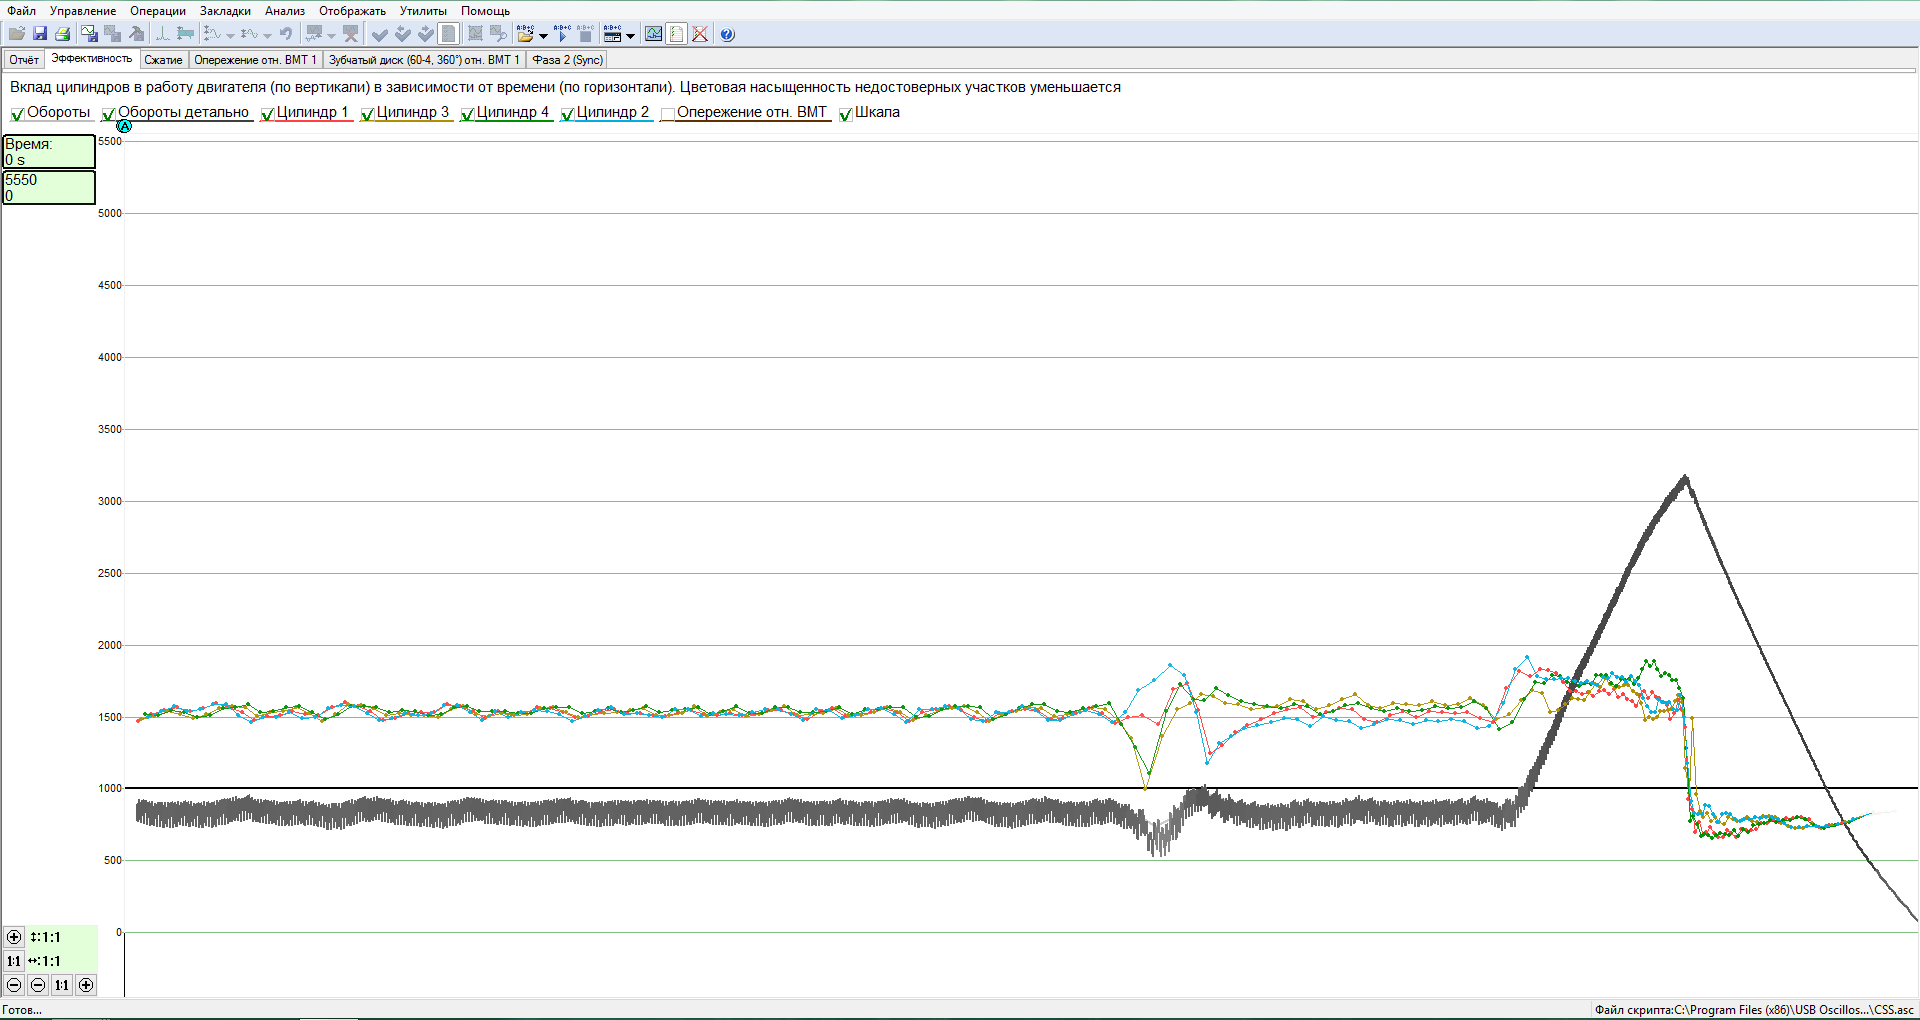 Файл Управление Операции Закладки Анализ Отображать Утилиты Помощь
Отчёт Эффективность Сжатие Опережение отн. ВМТ 1 Зубчатый диск (60-4, 360°) отн. ВМТ 1 Фаза 2 (Sync)
Вклад цилиндров в работу двигателя (по вертикали) в зависимости от времени (по горизонтали). Цветовая насыщенность недостоверных участков уменьшается
Обороты Обороты детально Цилиндр 1 Цилиндр 3 Цилиндр 4 Цилиндр 2 Опережение отн. ВМТ Шкала
A
Время:
0 s
5550
0
5500
5000
4500
4000
3500
3000
2500
2000
1500
1000
500
0
1:1
1:1 1:1
1:1
Готов... Файл скрипта:C:\Program Files (x86)\USB Oscillos...\CSS.asc